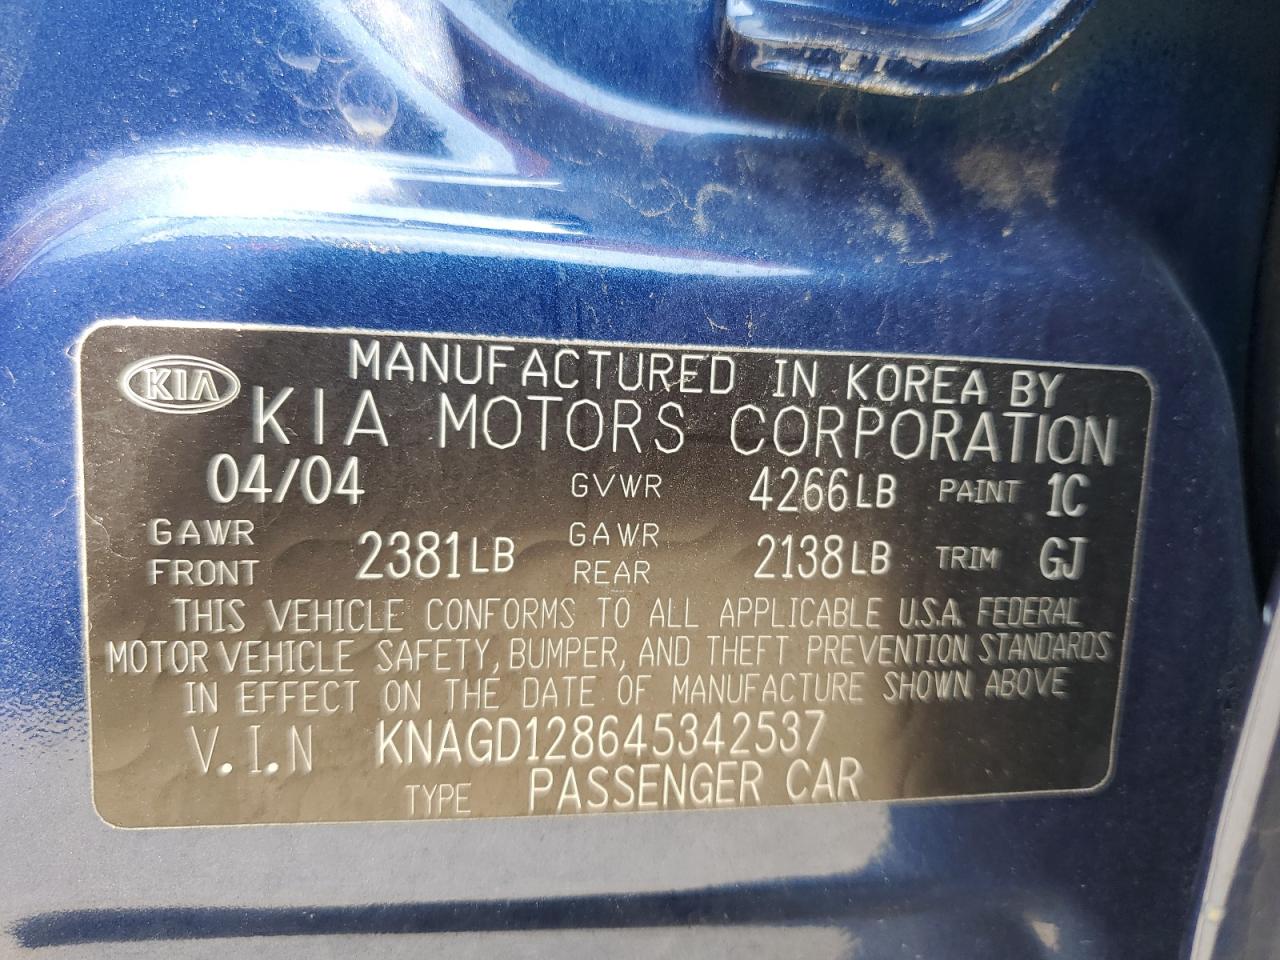 KIA
MANUFACTURED IN KOREA BY
KIA MOTORS CORPORATION
04/04 GVWR 4266LB PAINT 1C
GAWR FRONT 2381LB GAWR REAR 2138LB TRIM GJ
THIS VEHICLE CONFORMS TO ALL APPLICABLE U.S.A. FEDERAL
MOTOR VEHICLE SAFETY, BUMPER, AND THEFT PREVENTION STANDARDS
IN EFFECT ON THE DATE OF MANUFACTURE SHOWN ABOVE
V.I.N KNAGD128645342537
TYPE PASSENGER CAR